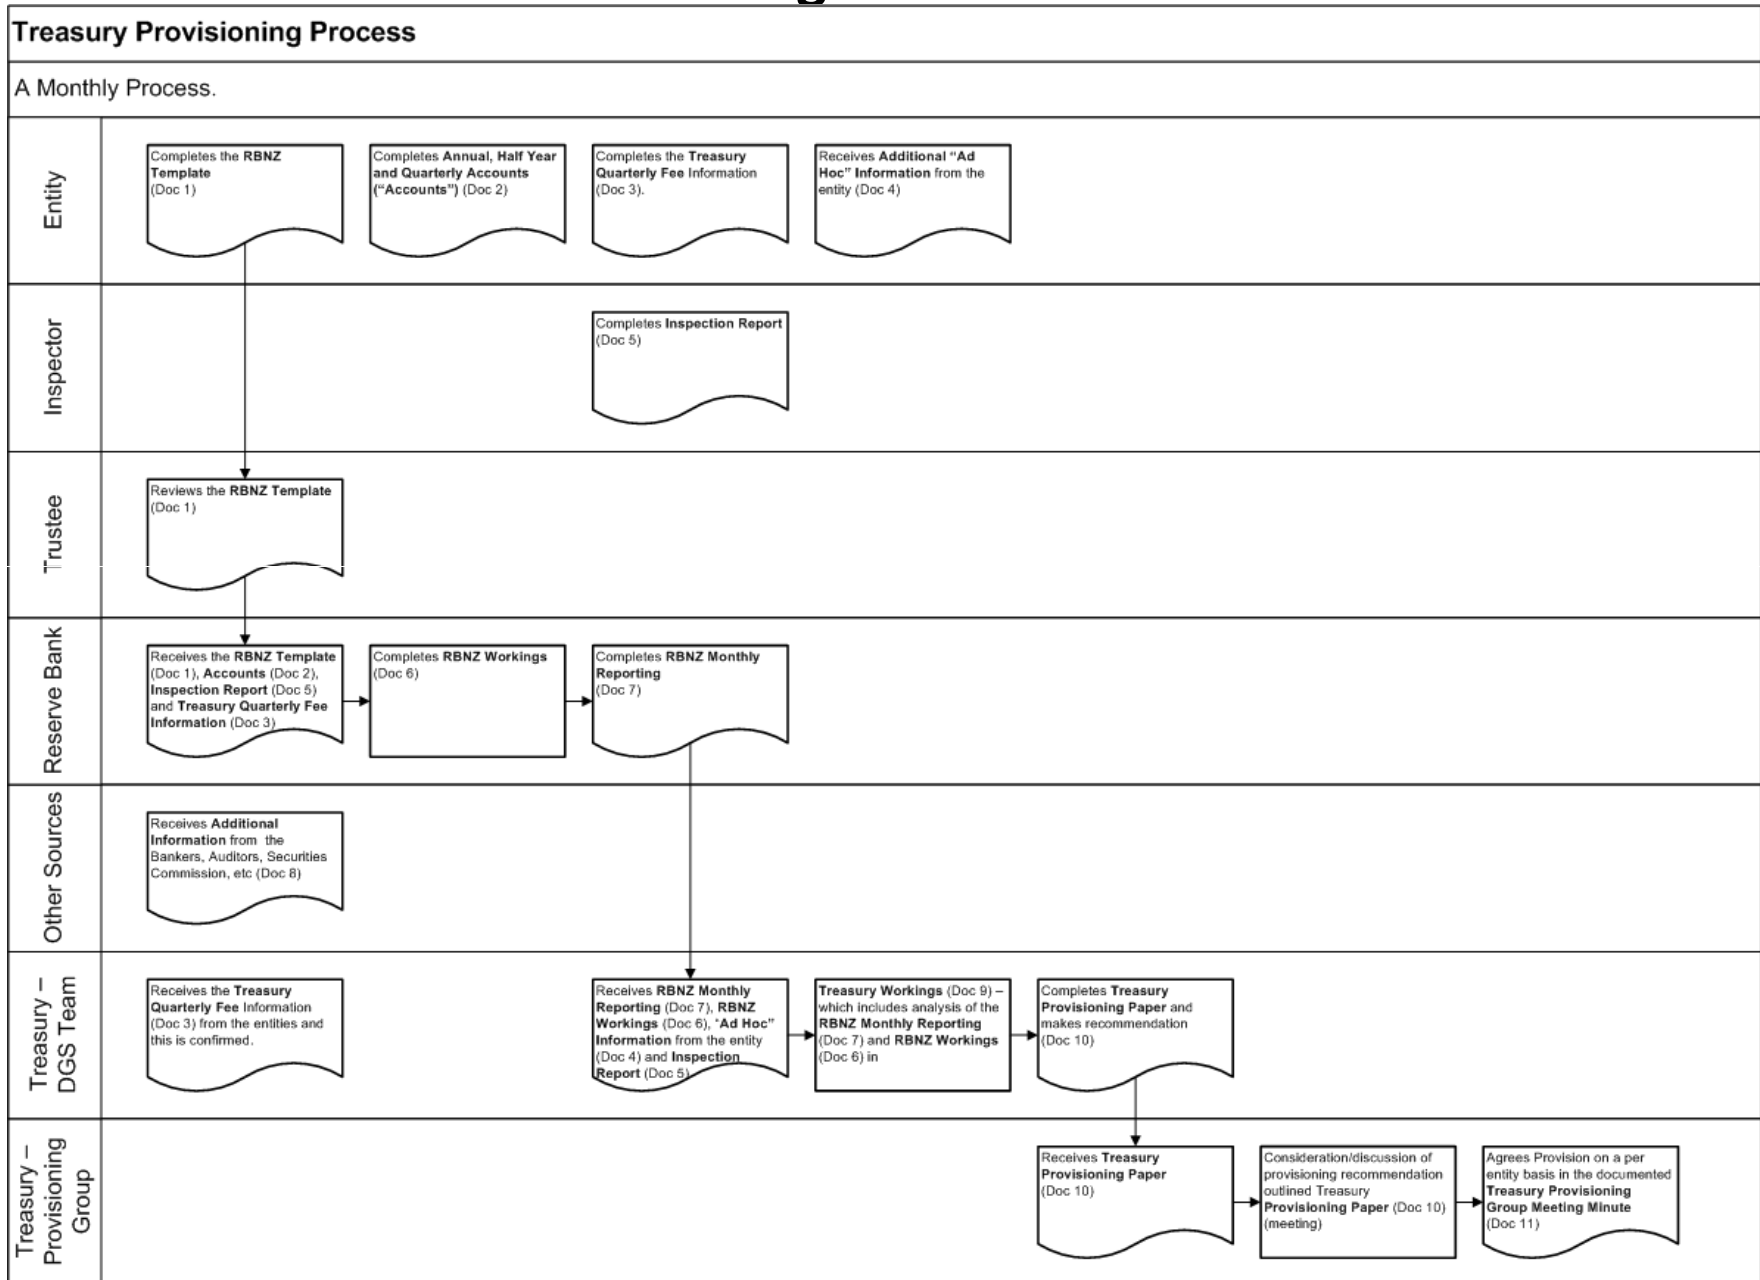 Treasury Provisioning Process
A Monthly Process.
Entity
Completes the RBNZ
Template
(Doc 1)
Completes Annual, Half Year
and Quarterly Accounts
(“Accounts”) (Doc 2)
Completes the Treasury
Quarterly Fee Information
(Doc 3).
Receives Additional “Ad
Hoc” Information from the
entity (Doc 4)
Inspector
Completes Inspection Report
(Doc 5)
Trustee
Reviews the RBNZ Template
(Doc 1)
Reserve Bank
Receives the RBNZ Template
(Doc 1), Accounts (Doc 2),
Inspection Report (Doc 5)
and Treasury Quarterly Fee
Information (Doc 3)
Completes RBNZ Workings
(Doc 6)
Completes RBNZ Monthly
Reporting
(Doc 7)
Other Sources
Receives Additional
Information from the
Bankers, Auditors, Securities
Commission, etc (Doc 8)
Treasury –
DGS Team
Receives the Treasury
Quarterly Fee Information
(Doc 3) from the entities and
this is confirmed.
Receives RBNZ Monthly
Reporting (Doc 7), RBNZ
Workings (Doc 6), “Ad Hoc”
Information from the entity
(Doc 4) and Inspection
Report (Doc 5)
Treasury Workings (Doc 9) –
which includes analysis of the
RBNZ Monthly Reporting
(Doc 7) and RBNZ Workings
(Doc 6) in
Completes Treasury
Provisioning Paper and
makes recommendation
(Doc 10)
Treasury –
Provisioning
Group
Receives Treasury
Provisioning Paper
(Doc 10)
Consideration/discussion of
provisioning recommendation
outlined Treasury
Provisioning Paper (Doc 10)
(meeting)
Agrees Provision on a per
entity basis in the documented
Treasury Provisioning
Group Meeting Minute
(Doc 11)